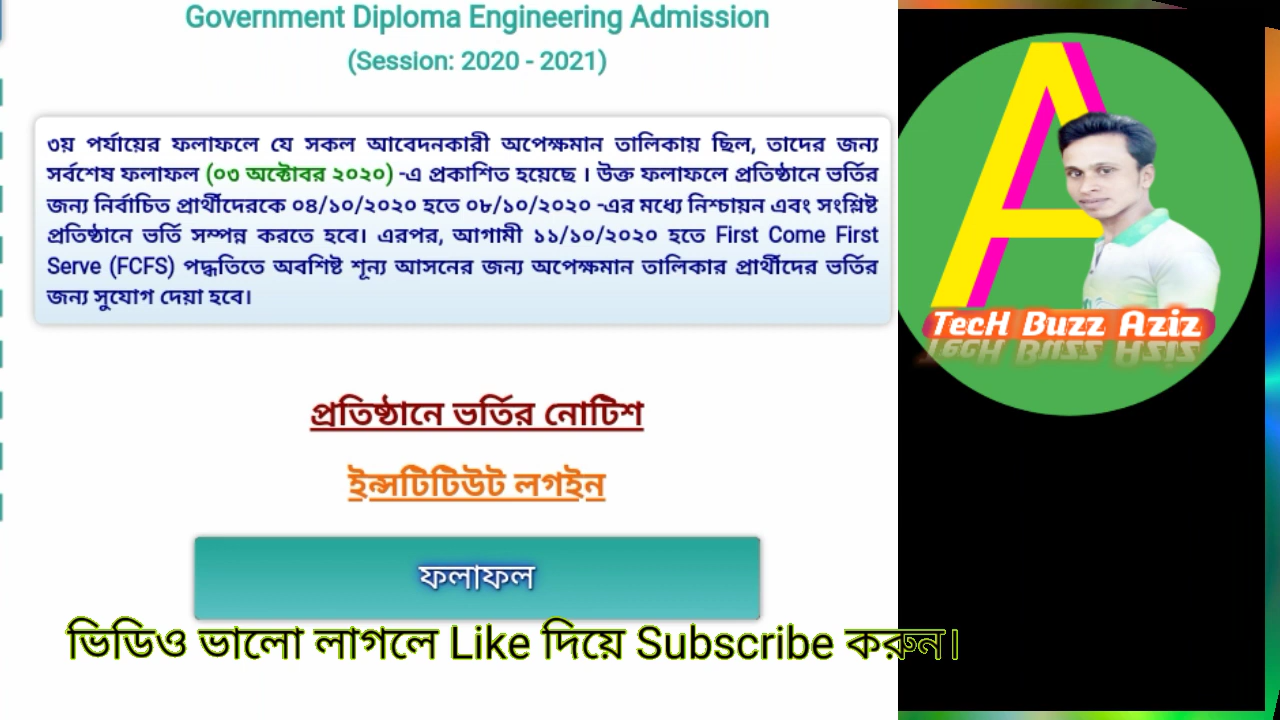 Government Diploma Engineering Admission
(Session: 2020 - 2021)
৩য় পর্যায়ের ফলাফলে যে সকল আবেদনকারী অপেক্ষমান তালিকায় ছিল, তাদের জন্য
সর্বশেষ ফলাফল (০৩ অক্টোবর ২০২০) -এ প্রকাশিত হয়েছে । উক্ত ফলাফলে প্রতিষ্ঠানে ভর্তির
জন্য নির্বাচিত প্রার্থীদেরকে ০৪/১০/২০২০ হতে ০৮/১০/২০২০ -এর মধ্যে নিশ্চায়ন এবং সংশ্লিষ্ট
প্রতিষ্ঠানে ভর্তি সম্পন্ন করতে হবে। এরপর, আগামী ১১/১০/২০২০ হতে First Come First
Serve (FCFS) পদ্ধতিতে অবশিষ্ট শূন্য আসনের জন্য অপেক্ষমান তালিকার প্রার্থীদের ভর্তির
জন্য সুযোগ দেয়া হবে।
প্রতিষ্ঠানে ভর্তির নোটিশ
ইন্সটিটিউট লগইন
ফলাফল
ভিডিও ভালো লাগলে Like দিয়ে Subscribe করুন।
A
TecH Buzz Aziz